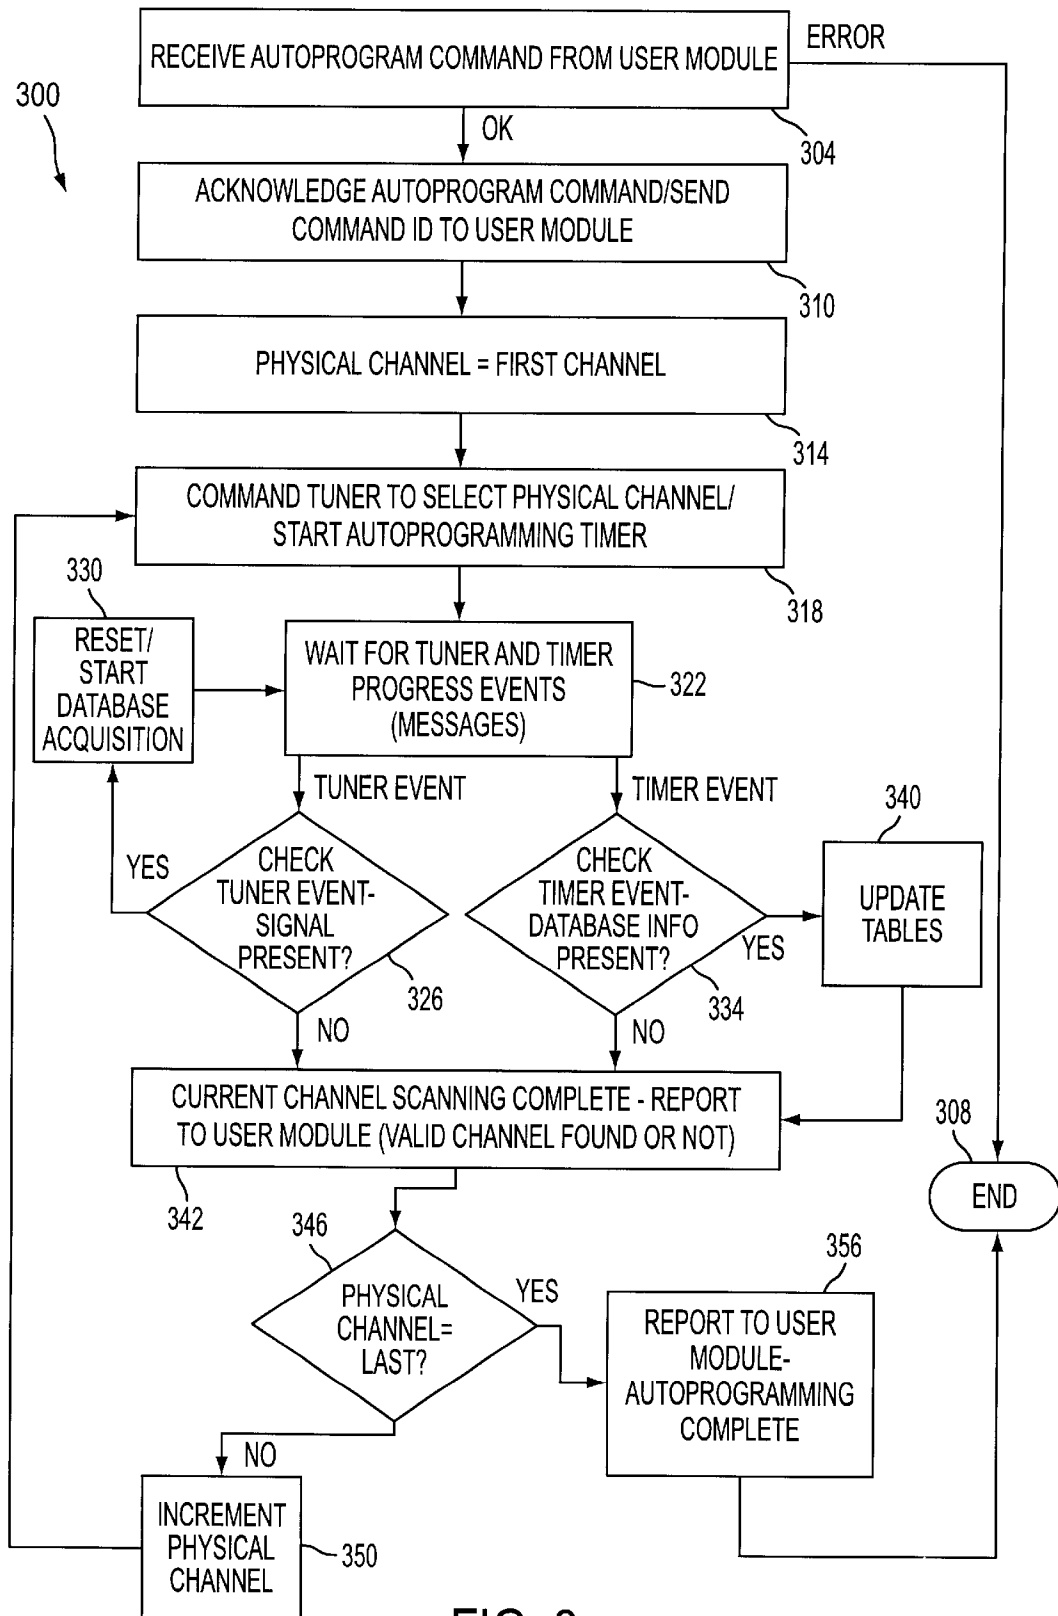 RECEIVE AUTOPROGRAM COMMAND FROM USER MODULE
ERROR
300
OK
304
ACKNOWLEDGE AUTOPROGRAM COMMAND/SEND
COMMAND ID TO USER MODULE
310
PHYSICAL CHANNEL = FIRST CHANNEL
314
COMMAND TUNER TO SELECT PHYSICAL CHANNEL/
START AUTOPROGRAMMING TIMER
318
330
RESET/
START
DATABASE
ACQUISITION
WAIT FOR TUNER AND TIMER
PROGRESS EVENTS
(MESSAGES)
322
TUNER EVENT
TIMER EVENT
YES
CHECK
TUNER EVENT-
SIGNAL
PRESENT?
326
NO
CHECK
TIMER EVENT-
DATABASE INFO
PRESENT?
YES
334
NO
340
UPDATE
TABLES
CURRENT CHANNEL SCANNING COMPLETE - REPORT
TO USER MODULE (VALID CHANNEL FOUND OR NOT)
342
308
END
346
PHYSICAL
CHANNEL=
LAST?
YES
356
REPORT TO USER
MODULE-
AUTOPROGRAMMING
COMPLETE
NO
INCREMENT
PHYSICAL
CHANNEL
350